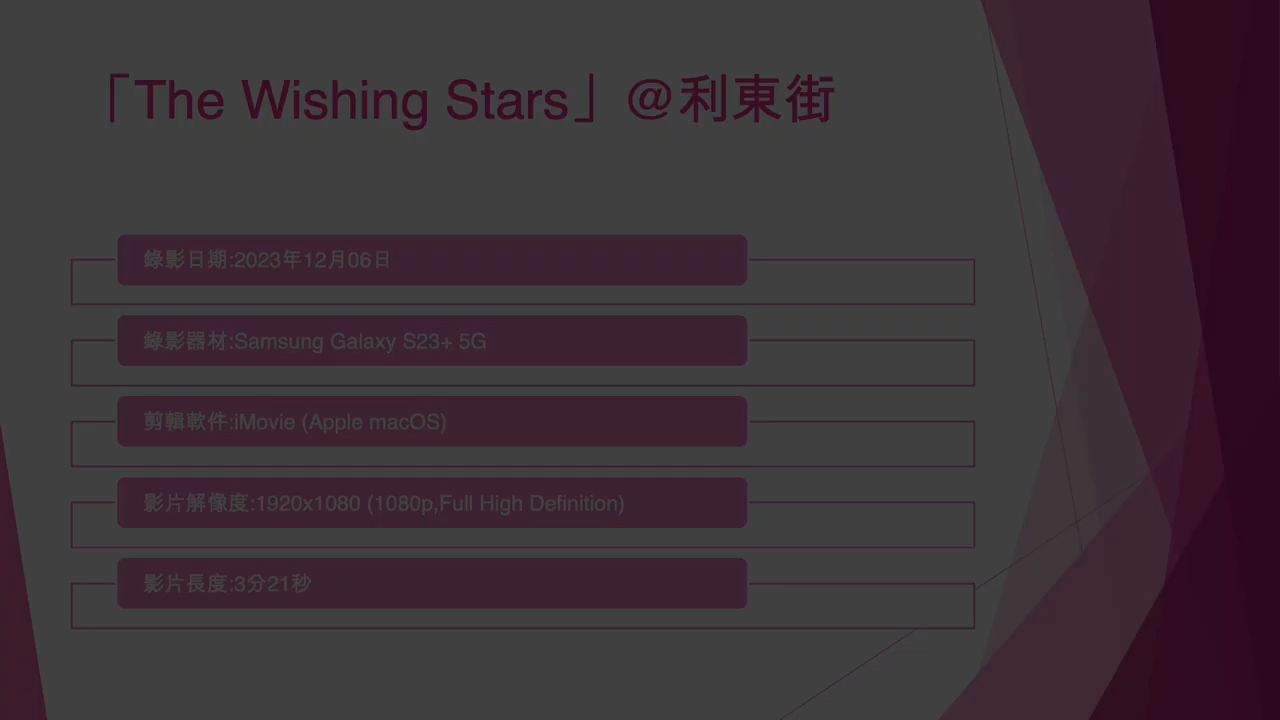 「The Wishing Stars」@利東街
錄影日期:2023年12月06日
錄影器材:Samsung Galaxy S23+ 5G
剪輯軟件:iMovie (Apple macOS)
影片解像度:1920x1080 (1080p,Full High Definition)
影片長度:3分21秒